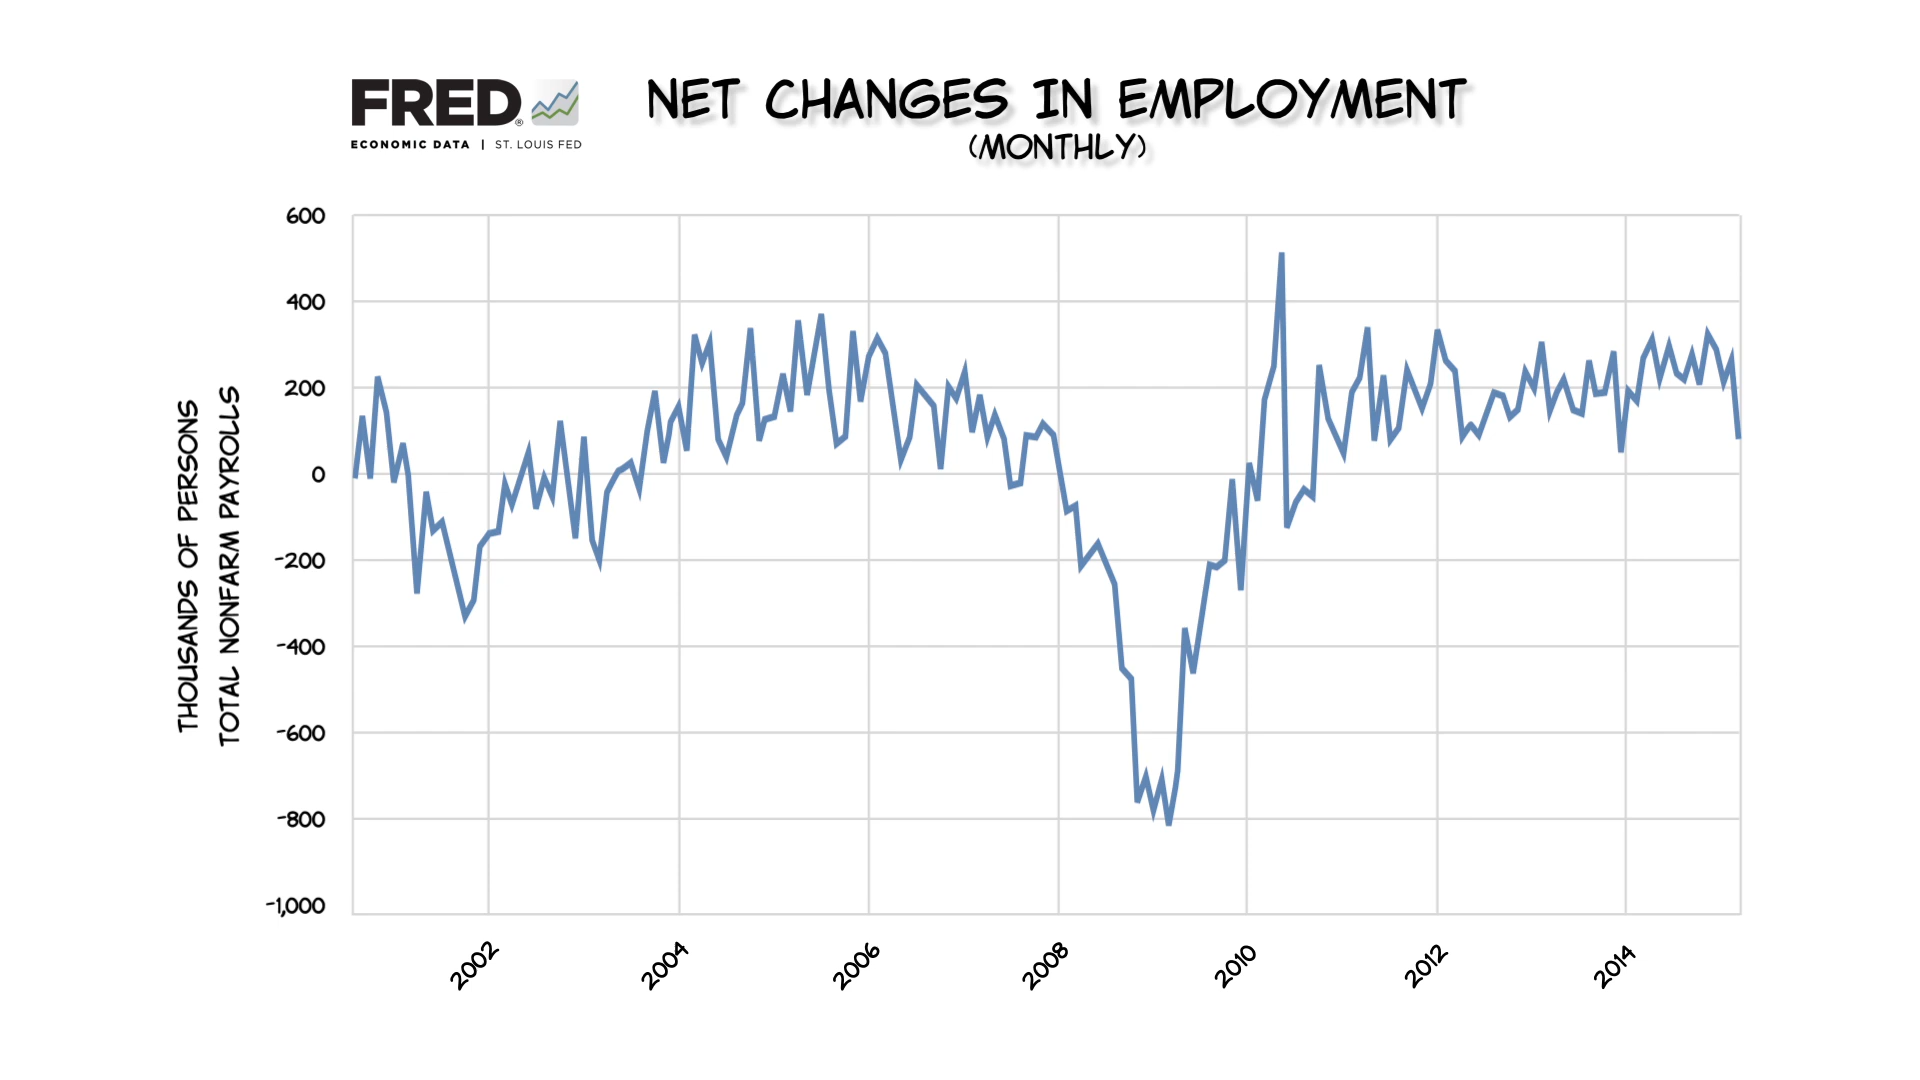 FRED®
ECONOMIC DATA | ST. LOUIS FED
NET CHANGES IN EMPLOYMENT
(MONTHLY)
THOUSANDS OF PERSONS
TOTAL NONFARM PAYROLLS
600
400
200
0
-200
-400
-600
-800
-1,000
2002
2004
2006
2008
2010
2012
2014